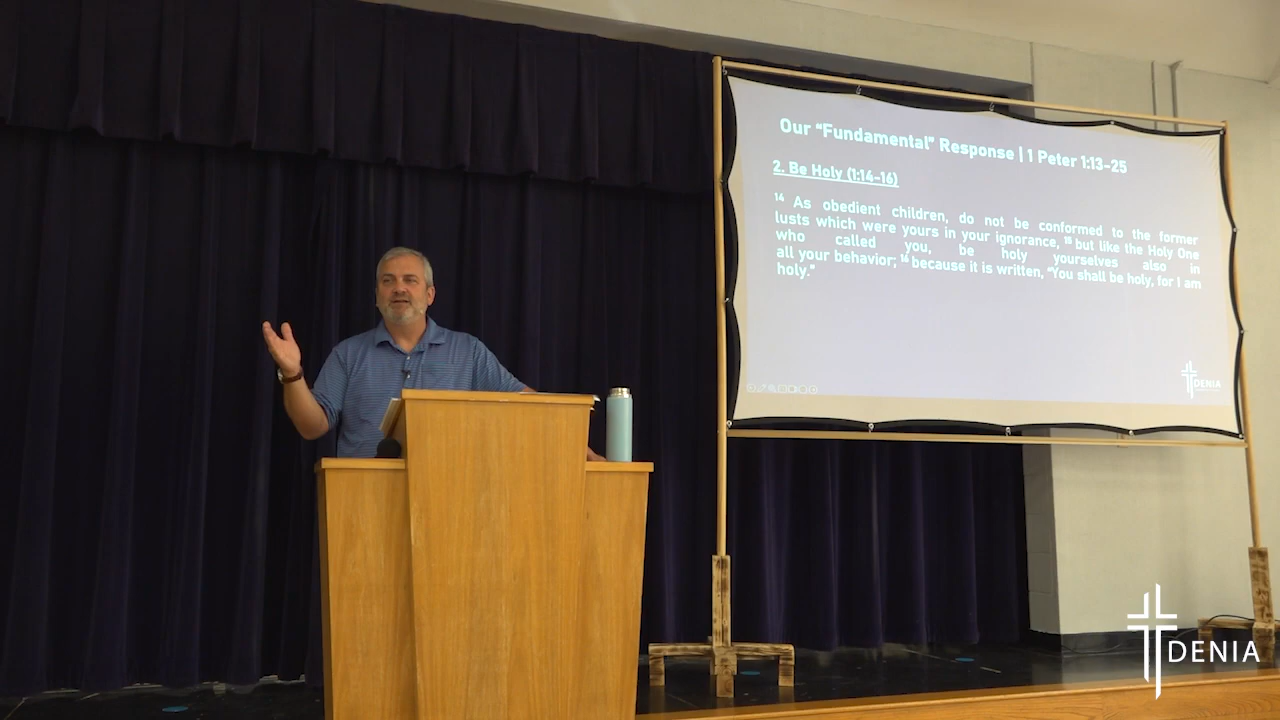 Our “Fundamental” Response | 1 Peter 1:13-25
2. Be Holy (1:14-16)
14 As obedient children, do not be conformed to the former
lusts which were yours in your ignorance, 15 but like the Holy One
who called you, be holy yourselves also in
all your behavior; 16 because it is written, “You shall be holy, for I am
holy.”
DENIA
DENIA